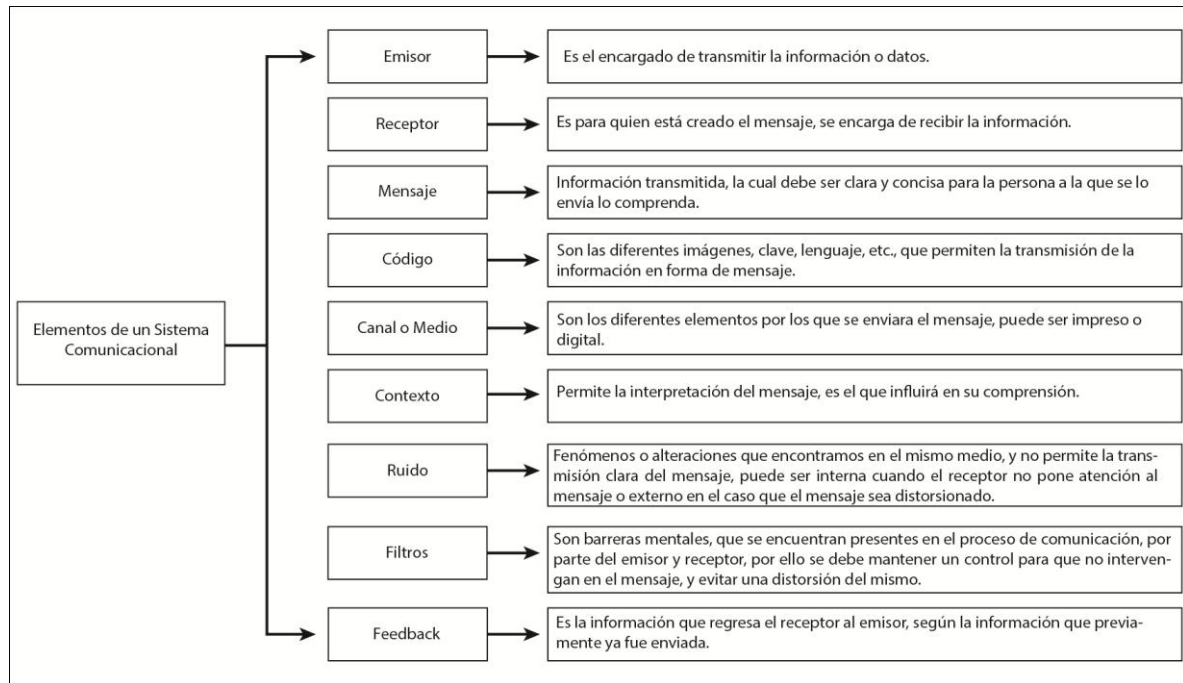 Elementos de un Sistema
Comunicacional
Emisor
Es el encargado de transmitir la información o datos.
Receptor
Es para quien está creado el mensaje, se encarga de recibir la información.
Mensaje
Información transmitida, la cual debe ser clara y concisa para la persona a la que se lo
envía lo comprenda.
Código
Son las diferentes imágenes, clave, lenguaje, etc., que permiten la transmisión de la
información en forma de mensaje.
Canal o Medio
Son los diferentes elementos por los que se enviara el mensaje, puede ser impreso o
digital.
Contexto
Permite la interpretación del mensaje, es el que influirá en su comprensión.
Ruido
Fenómenos o alteraciones que encontramos en el mismo medio, y no permite la trans-
misión clara del mensaje, puede ser interna cuando el receptor no pone atención al
mensaje o externo en el caso que el mensaje sea distorsionado.
Filtros
Son barreras mentales, que se encuentran presentes en el proceso de comunicación, por
parte del emisor y receptor, por ello se debe mantener un control para que no interven-
gan en el mensaje, y evitar una distorsión del mismo.
Feedback
Es la información que regresa el receptor al emisor, según la información que previa-
mente ya fue enviada.